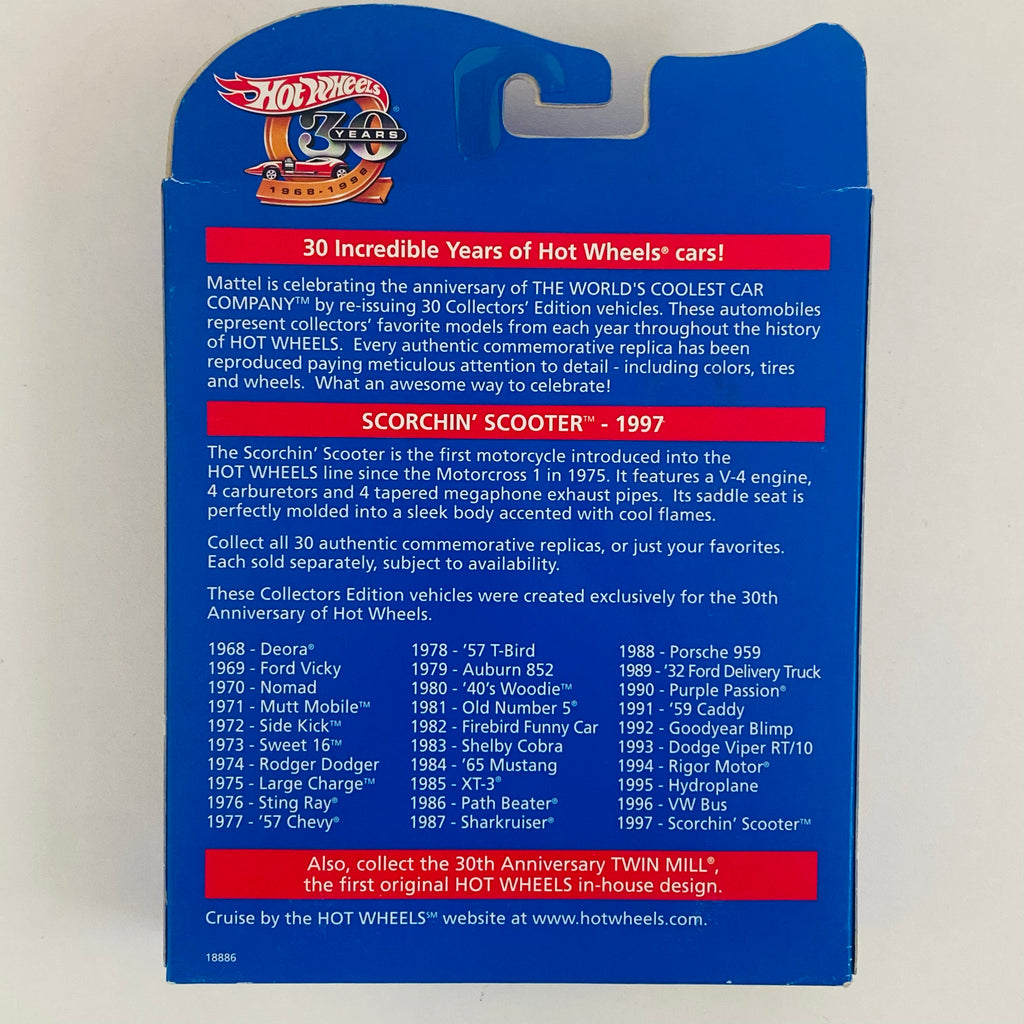 HOT WHEELS®
30
YEARS
1968-1998
30 Incredible Years of Hot Wheels® cars!
Mattel is celebrating the anniversary of THE WORLD'S COOLEST CAR
COMPANY™ by re-issuing 30 Collectors' Edition vehicles. These automobiles
represent collectors' favorite models from each year throughout the history
of HOT WHEELS. Every authentic commemorative replica has been
reproduced paying meticulous attention to detail - including colors, tires
and wheels. What an awesome way to celebrate!
SCORCHIN' SCOOTER™ - 1997
The Scorchin' Scooter is the first motorcycle introduced into the
HOT WHEELS line since the Motorcross 1 in 1975. It features a V-4 engine,
4 carburetors and 4 tapered megaphone exhaust pipes. Its saddle seat is
perfectly molded into a sleek body accented with cool flames.
Collect all 30 authentic commemorative replicas, or just your favorites.
Each sold separately, subject to availability.
These Collectors Edition vehicles were created exclusively for the 30th
Anniversary of Hot Wheels.
1968 - Deora®
1969 - Ford Vicky
1970 - Nomad
1971 - Mutt Mobile™
1972 - Side Kick™
1973 - Sweet 16™
1974 - Rodger Dodger
1975 - Large Charge™
1976 - Sting Ray®
1977 - '57 Chevy®
1978 - '57 T-Bird
1979 - Auburn 852
1980 - '40's Woodie™
1981 - Old Number 5®
1982 - Firebird Funny Car
1983 - Shelby Cobra
1984 - '65 Mustang
1985 - XT-3®
1986 - Path Beater®
1987 - Sharkruiser®
1988 - Porsche 959
1989 - '32 Ford Delivery Truck
1990 - Purple Passion®
1991 - '59 Caddy
1992 - Goodyear Blimp
1993 - Dodge Viper RT/10
1994 - Rigor Motor®
1995 - Hydroplane
1996 - VW Bus
1997 - Scorchin' Scooter™
Also, collect the 30th Anniversary TWIN MILL®,
the first original HOT WHEELS in-house design.
Cruise by the HOT WHEELS℠ website at www.hotwheels.com.
18886